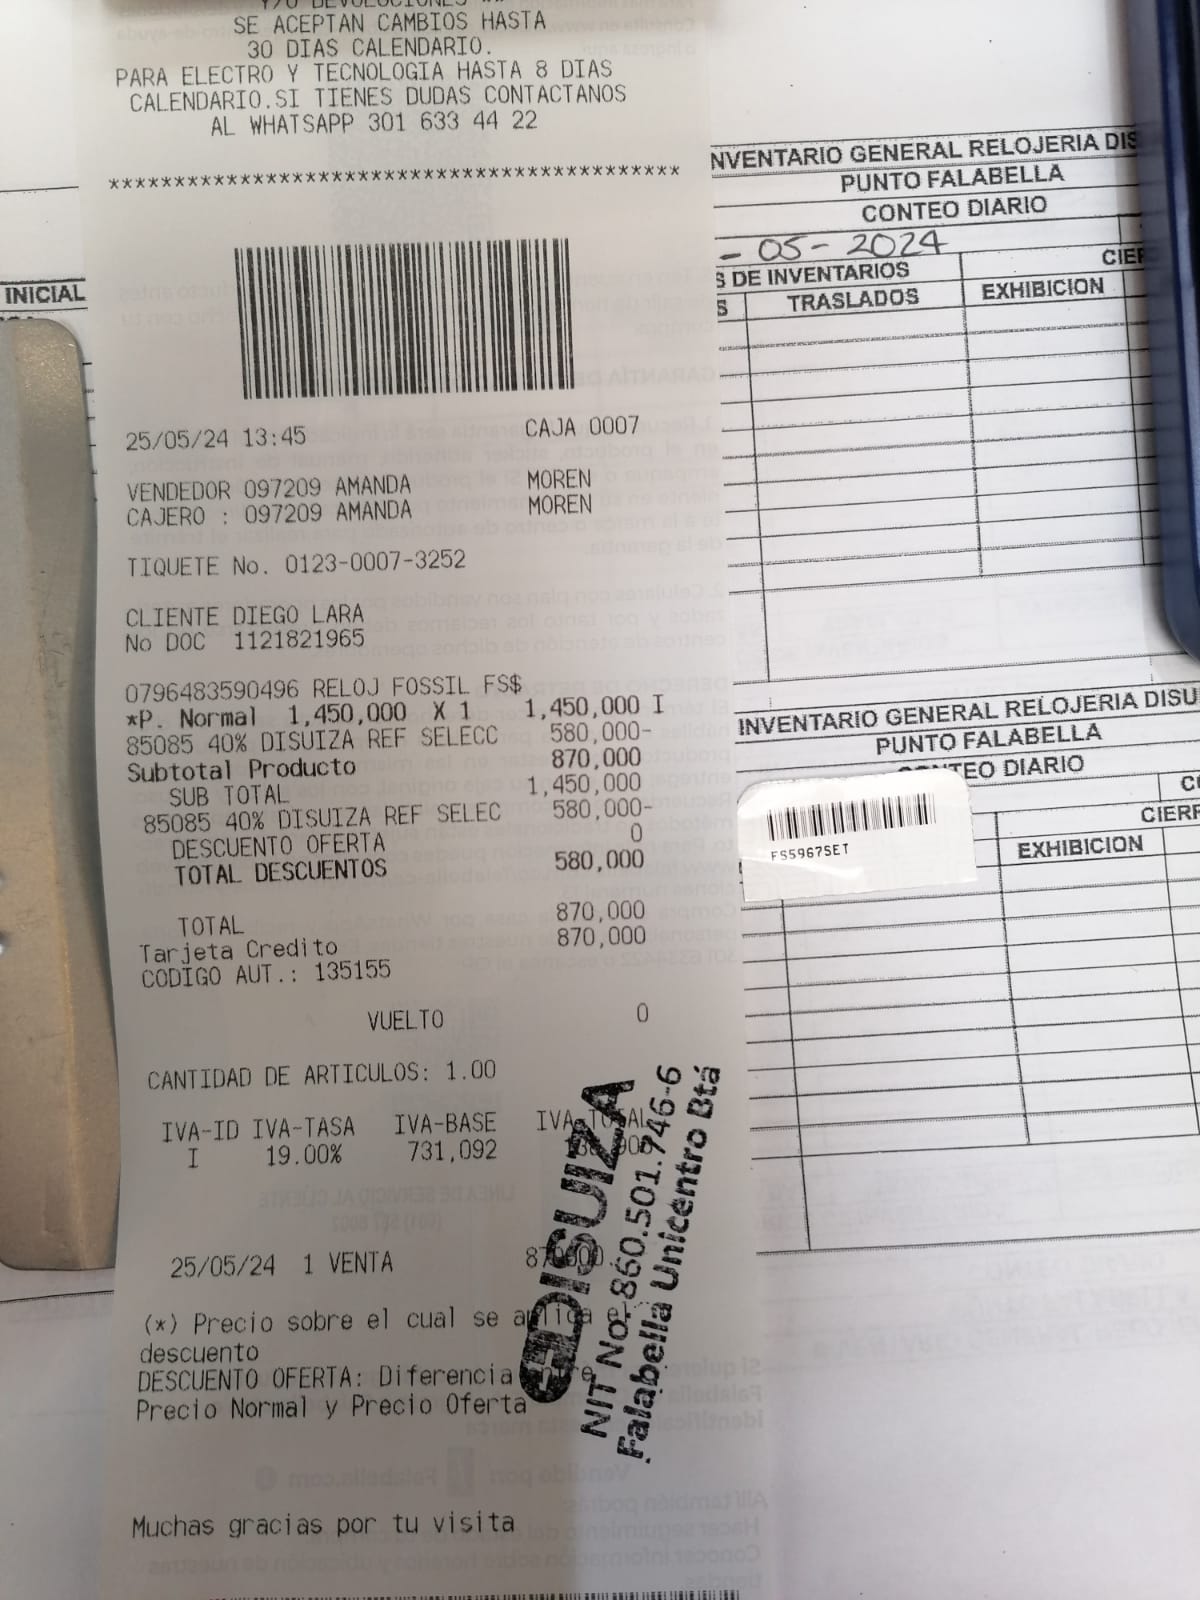 Y/O DEVOLUCIONES **
SE ACEPTAN CAMBIOS HASTA
30 DIAS CALENDARIO.
PARA ELECTRO Y TECNOLOGIA HASTA 8 DIAS
CALENDARIO.SI TIENES DUDAS CONTACTANOS
AL WHATSAPP 301 633 44 22
********************************************
25/05/24 13:45 CAJA 0007
VENDEDOR 097209 AMANDA MOREN
CAJERO : 097209 AMANDA MOREN
TIQUETE No. 0123-0007-3252
CLIENTE DIEGO LARA
No DOC 1121821965
0796483590496 RELOJ FOSSIL FS$
*P. Normal 1,450,000 X 1 1,450,000 I
85085 40% DISUIZA REF SELECC 580,000-
Subtotal Producto 870,000
SUB TOTAL 1,450,000
85085 40% DISUIZA REF SELEC 580,000-
DESCUENTO OFERTA 0
TOTAL DESCUENTOS 580,000
TOTAL 870,000
Tarjeta Credito 870,000
CODIGO AUT.: 135155
VUELTO 0
CANTIDAD DE ARTICULOS: 1.00
IVA-ID IVA-TASA IVA-BASE IVA-TOTAL
I 19.00% 731,092
25/05/24 1 VENTA
(*) Precio sobre el cual se aplica el
descuento
DESCUENTO OFERTA: Diferencia entre
Precio Normal y Precio Oferta
Muchas gracias por tu visita
DISUIZA
NIT No. 860.501.746-6
Falabella Unicentro Btá
INICIAL
INVENTARIO GENERAL RELOJERIA DIS
PUNTO FALABELLA
CONTEO DIARIO
- 05 - 2024
S DE INVENTARIOS CIER
S TRASLADOS EXHIBICION
INVENTARIO GENERAL RELOJERIA DISU
PUNTO FALABELLA
CONTEO DIARIO
CIERR
EXHIBICION
FS5967SET